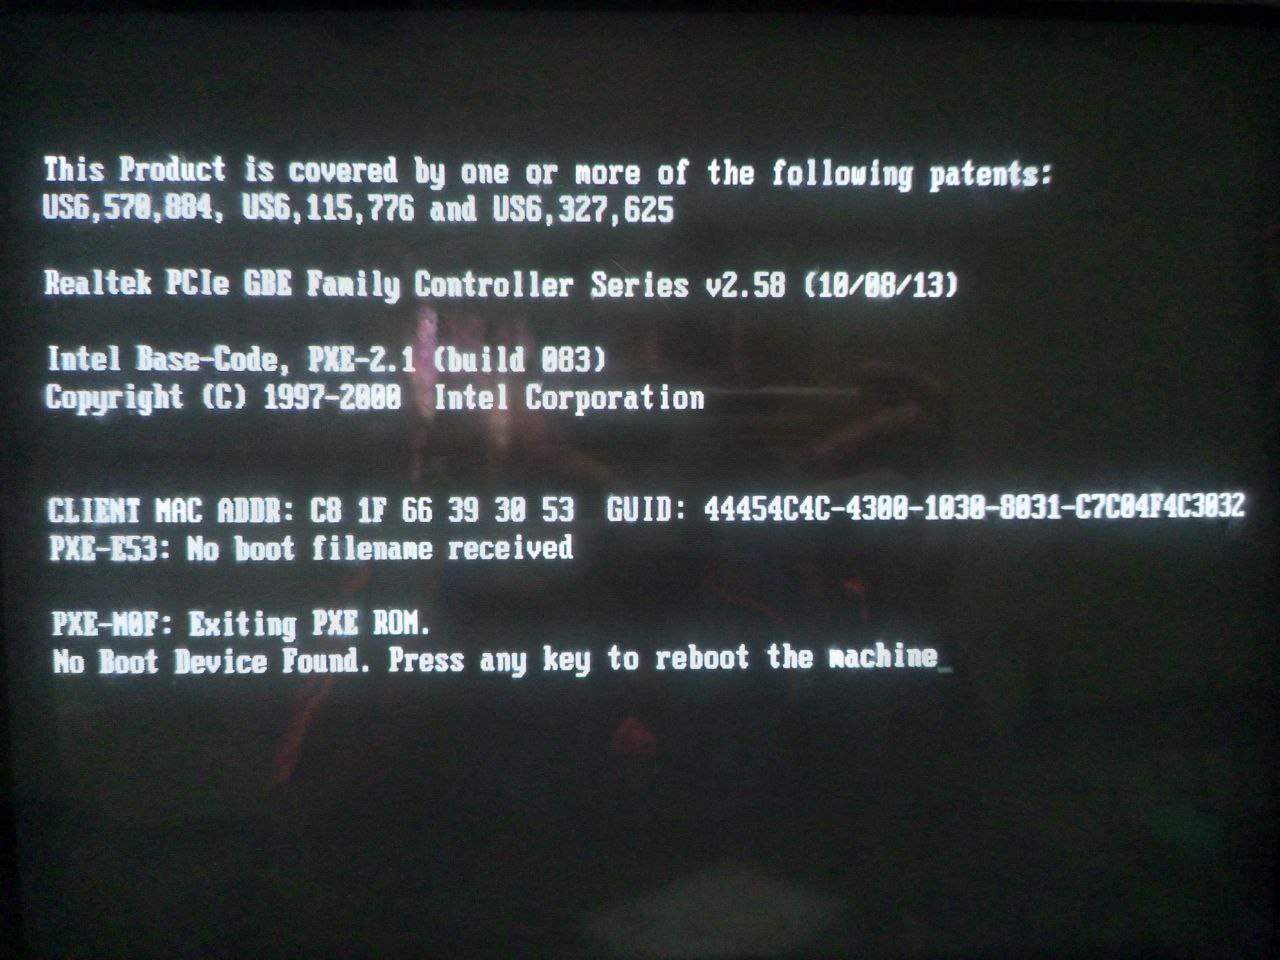 This Product is covered by one or more of the following patents:
US6,570,884, US6,115,776 and US6,327,625
Realtek PCIe GBE Family Controller Series v2.58 (10/08/13)
Intel Base-Code, PXE-2.1 (build 083)
Copyright (C) 1997-2000 Intel Corporation
CLIENT MAC ADDR: C8 1F 66 39 30 53 GUID: 44454C4C-4300-1030-8031-C7C04F4C3032
PXE-E53: No boot filename received
PXE-M0F: Exiting PXE ROM.
No Boot Device Found. Press any key to reboot the machine_